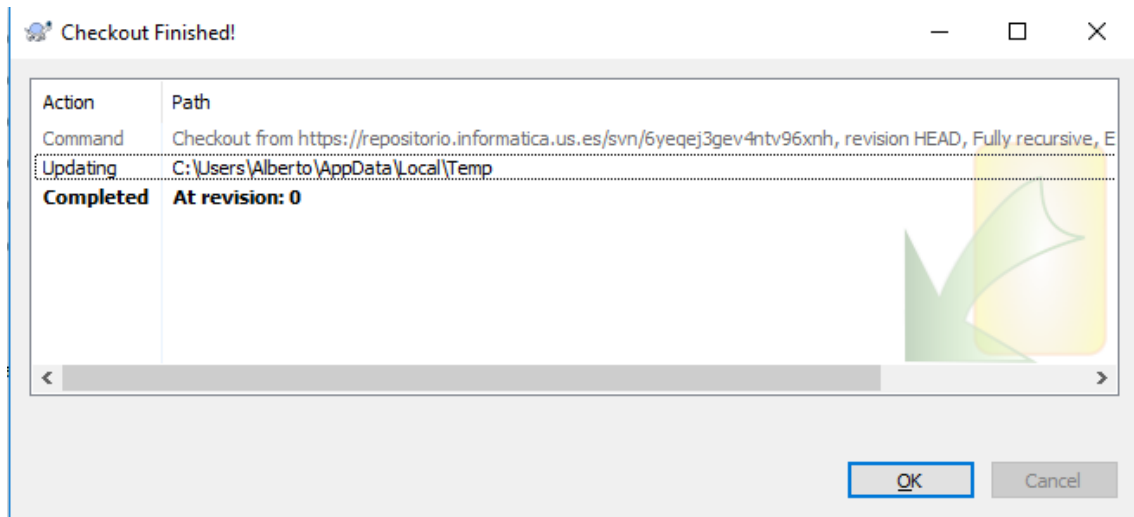 Checkout Finished!
Action Path
Command Checkout from https://repositorio.informatica.us.es/svn/6yeqej3gev4ntv96xnh, revision HEAD, Fully recursive, E
Updating C:\Users\Alberto\AppData\Local\Temp
Completed At revision: 0
OK Cancel